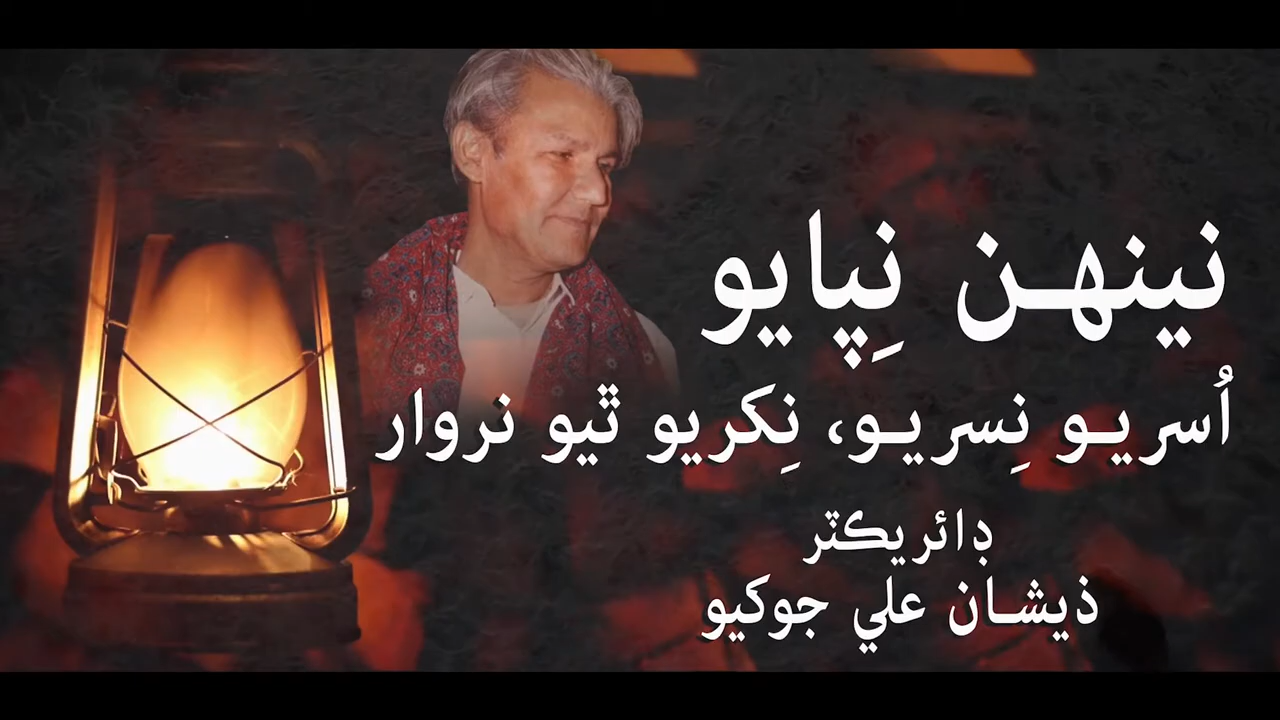 نينهن نِپايو
اُسريو نِسريو، نِڪريو ٿيو نروار
ڊائريڪٽر
ذيشان علي جوکيو